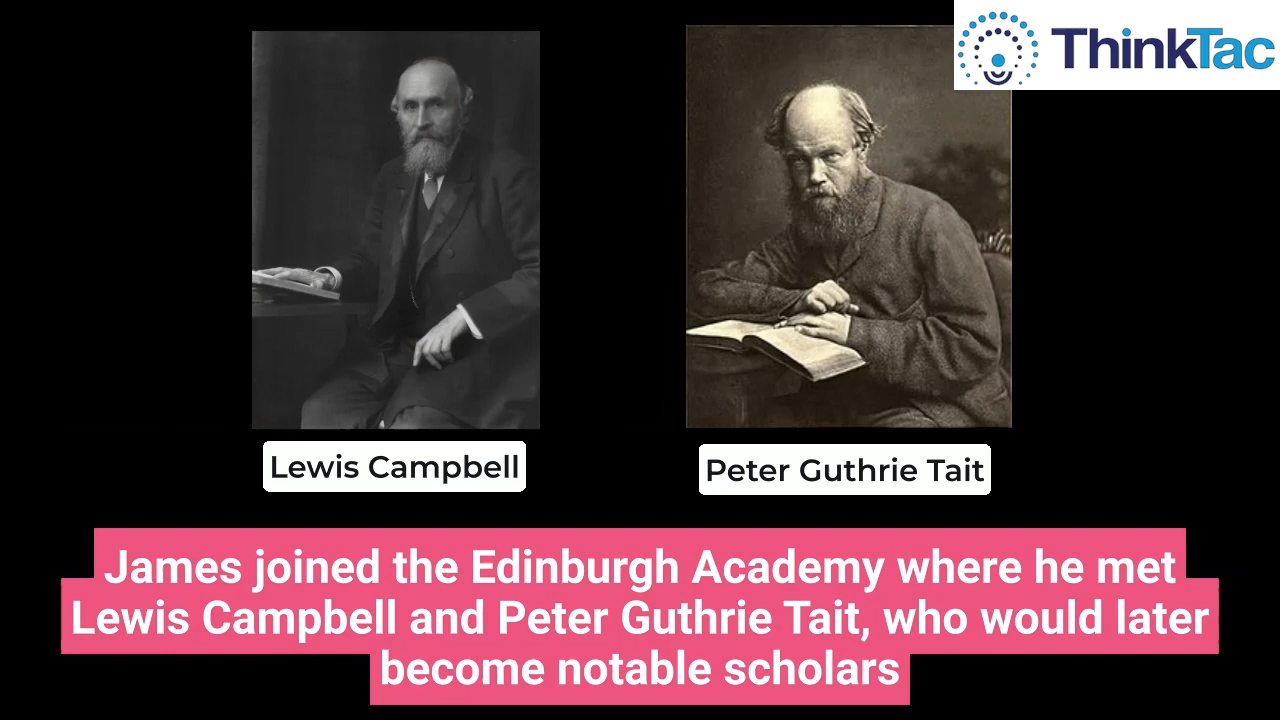 ThinkTac
Lewis Campbell
Peter Guthrie Tait
James joined the Edinburgh Academy where he met
Lewis Campbell and Peter Guthrie Tait, who would later
become notable scholars